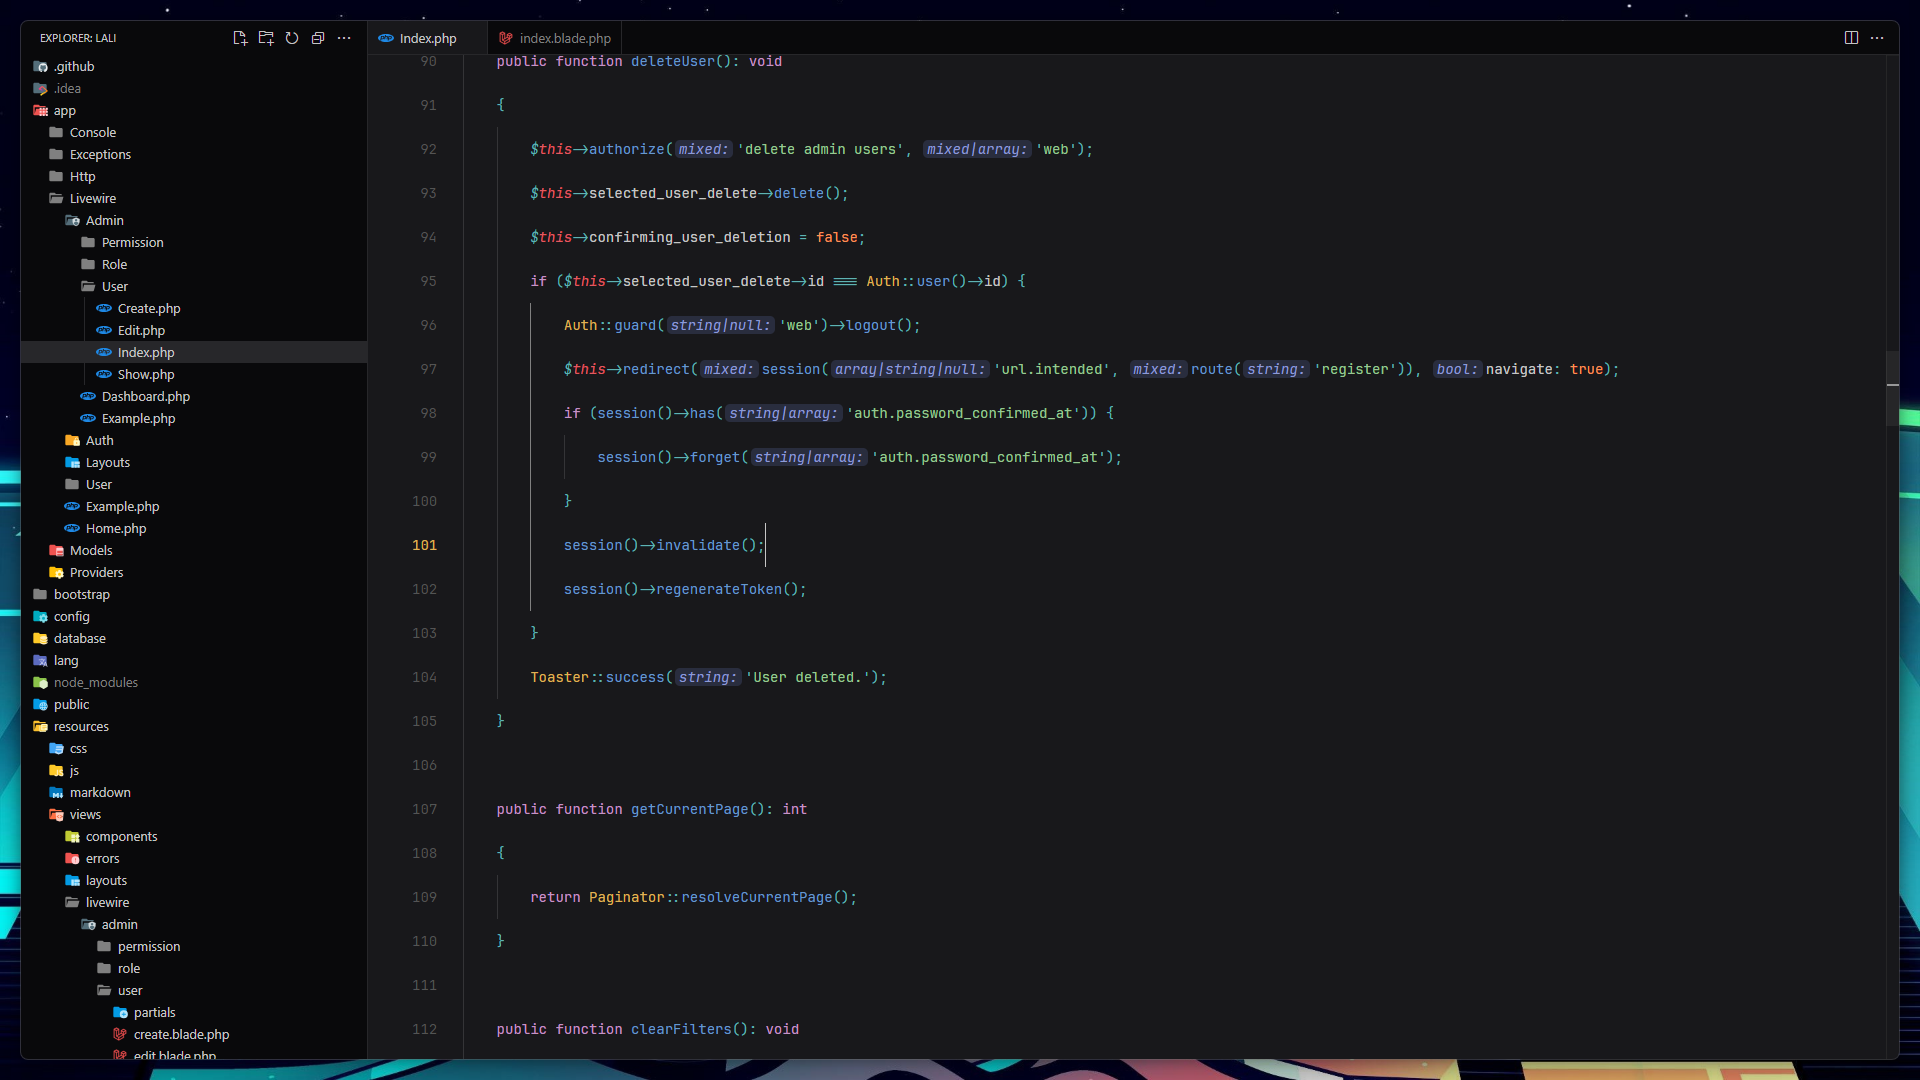 EXPLORER: LALI
.github
.idea
app
Console
Exceptions
Http
Livewire
Admin
Permission
Role
User
Create.php
Edit.php
Index.php
Show.php
Dashboard.php
Example.php
Auth
Layouts
User
Example.php
Home.php
Models
Providers
bootstrap
config
database
lang
node_modules
public
resources
css
js
markdown
views
components
errors
layouts
livewire
admin
permission
role
user
partials
create.blade.php
edit.blade.php
Index.php
index.blade.php
90 public function deleteUser(): void
91 {
92 $this->authorize(mixed: 'delete admin users', mixed|array: 'web');
93 $this->selected_user_delete->delete();
94 $this->confirming_user_deletion = false;
95 if ($this->selected_user_delete->id === Auth::user()->id) {
96 Auth::guard(string|null: 'web')->logout();
97 $this->redirect(mixed: session(array|string|null: 'url.intended', mixed: route(string: 'register')), bool: navigate: true);
98 if (session()->has(string|array: 'auth.password_confirmed_at')) {
99 session()->forget(string|array: 'auth.password_confirmed_at');
100 }
101 session()->invalidate();
102 session()->regenerateToken();
103 }
104 Toaster::success(string: 'User deleted.');
105 }
106
107 public function getCurrentPage(): int
108 {
109 return Paginator::resolveCurrentPage();
110 }
111
112 public function clearFilters(): void